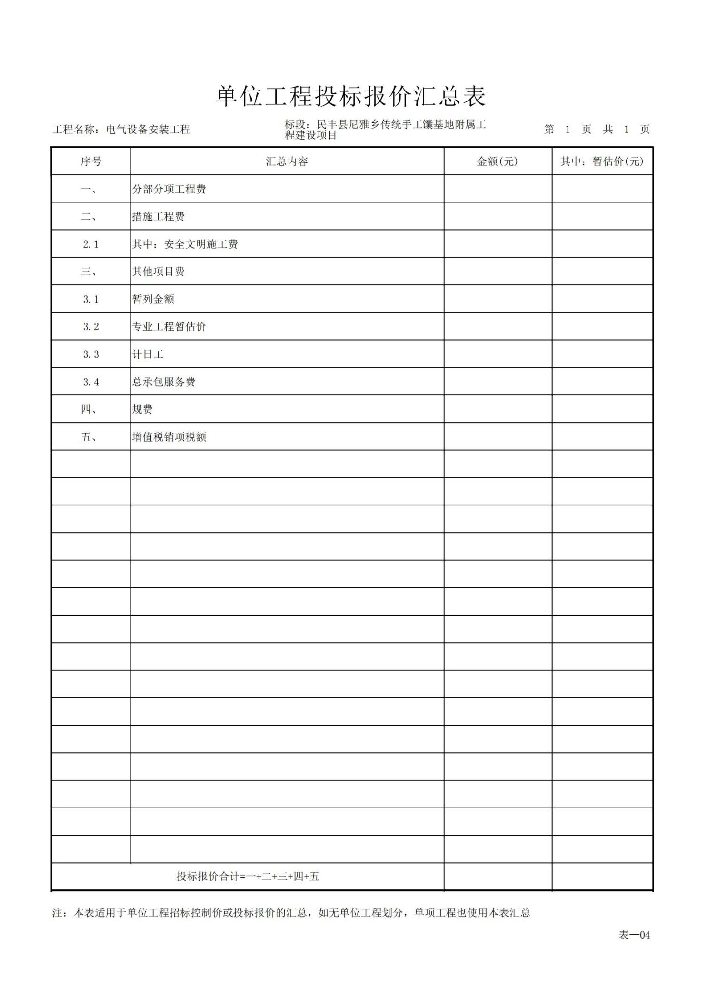 单位工程投标报价汇总表
工程名称：电气设备安装工程
标段：民丰县尼雅乡传统手工馕基地附属工
程建设项目
第 1 页 共 1 页
序号 汇总内容 金额(元) 其中：暂估价(元)
一、 分部分项工程费
二、 措施工程费
2.1 其中：安全文明施工费
三、 其他项目费
3.1 暂列金额
3.2 专业工程暂估价
3.3 计日工
3.4 总承包服务费
四、 规费
五、 增值税销项税额
投标报价合计=一+二+三+四+五
注：本表适用于单位工程招标控制价或投标报价的汇总，如无单位工程划分，单项工程也使用本表汇总
表—04